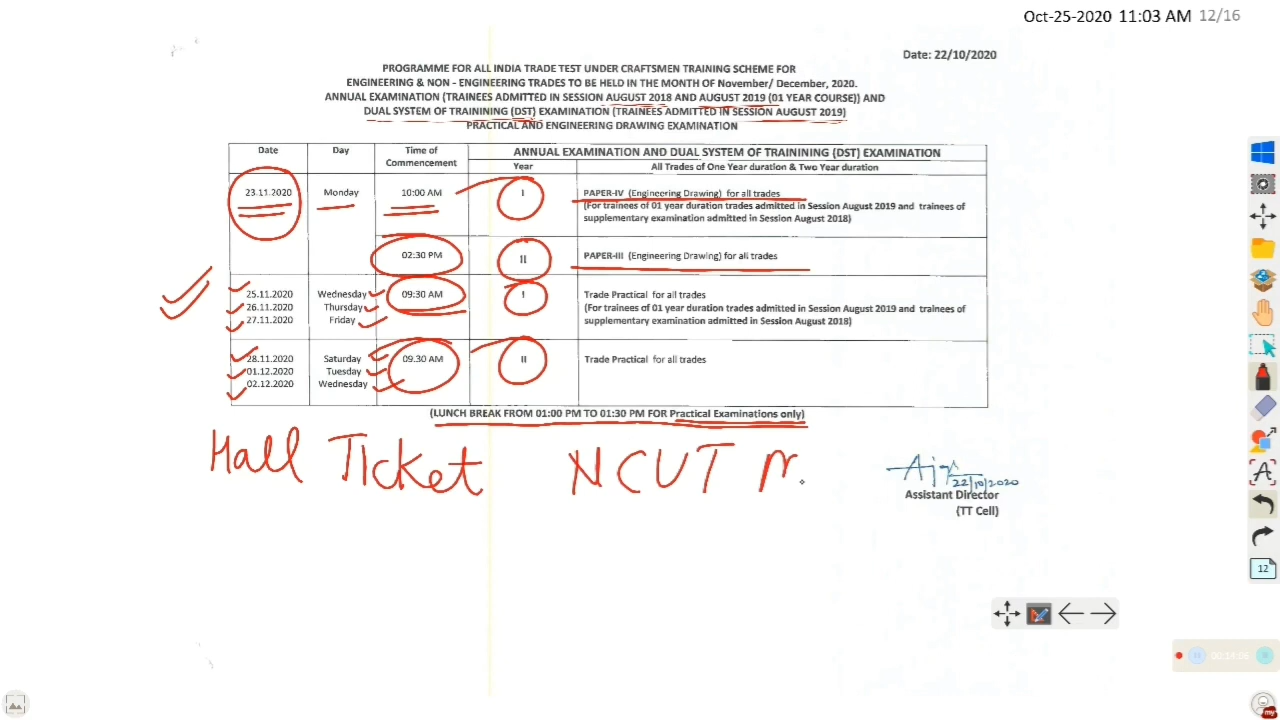 Oct-25-2020 11:03 AM 12/16
Date: 22/10/2020
PROGRAMME FOR ALL INDIA TRADE TEST UNDER CRAFTSMEN TRAINING SCHEME FOR
ENGINEERING & NON - ENGINEERING TRADES TO BE HELD IN THE MONTH OF November/ December, 2020.
ANNUAL EXAMINATION (TRAINEES ADMITTED IN SESSION AUGUST 2018 AND AUGUST 2019 (01 YEAR COURSE)) AND
DUAL SYSTEM OF TRAININING (DST) EXAMINATION (TRAINEES ADMITTED IN SESSION AUGUST 2019)
PRACTICAL AND ENGINEERING DRAWING EXAMINATION
Date Day Time of Commencement ANNUAL EXAMINATION AND DUAL SYSTEM OF TRAININING (DST) EXAMINATION
Year All Trades of One Year duration & Two Year duration
23.11.2020 Monday 10:00 AM I PAPER-IV (Engineering Drawing) for all trades
(For trainees of 01 year duration trades admitted in Session August 2019 and trainees of
supplementary examination admitted in Session August 2018)
02:30 PM II PAPER-III (Engineering Drawing) for all trades
25.11.2020 Wednesday 09:30 AM I Trade Practical for all trades
26.11.2020 Thursday (For trainees of 01 year duration trades admitted in Session August 2019 and trainees of
27.11.2020 Friday supplementary examination admitted in Session August 2018)
28.11.2020 Saturday 09.30 AM II Trade Practical for all trades
01.12.2020 Tuesday
02.12.2020 Wednesday
(LUNCH BREAK FROM 01:00 PM TO 01:30 PM FOR Practical Examinations only)
Hall Ticket NCVT
22/10/2020
Assistant Director
(TT Cell)
12
00:14:06
my